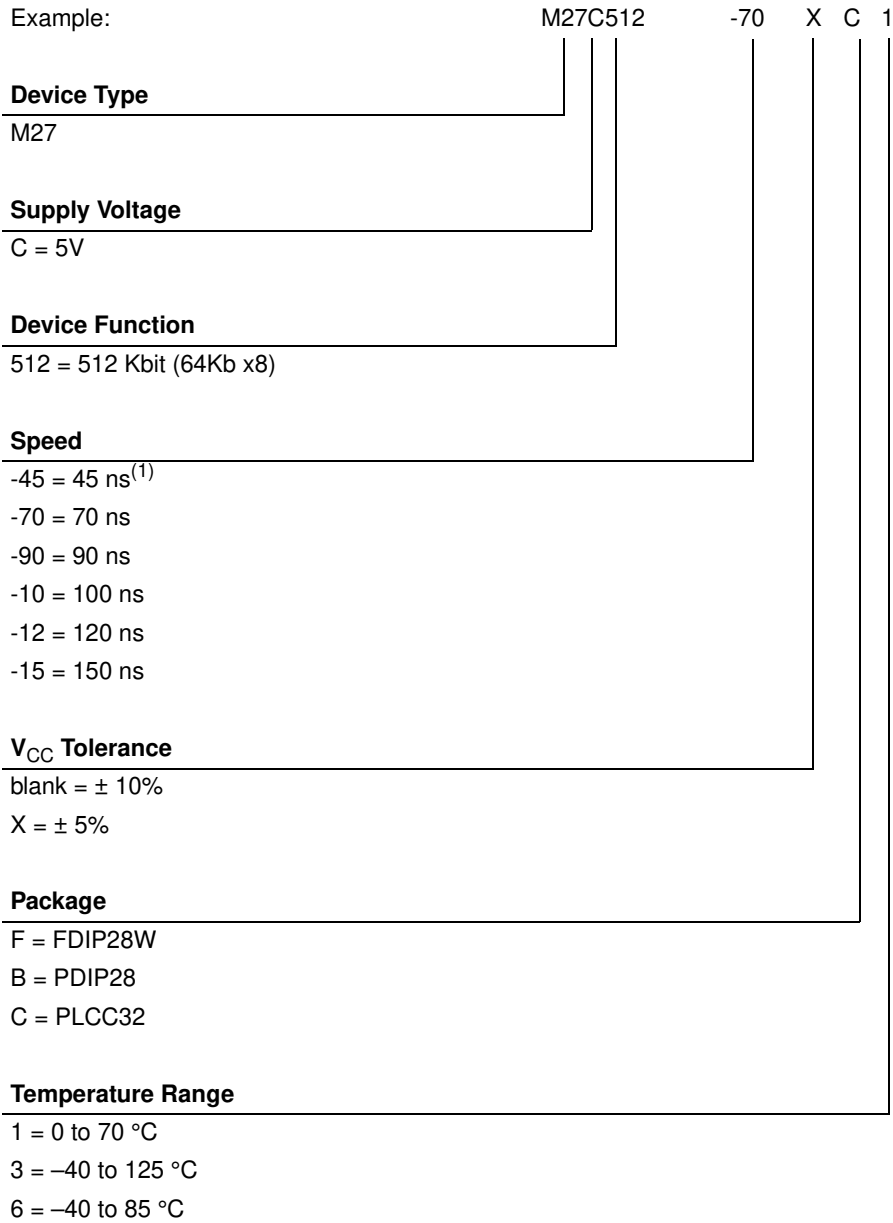 Example: M27C512 -70 X C 1
Device Type
M27
Supply Voltage
C = 5V
Device Function
512 = 512 Kbit (64Kb x8)
Speed
-45 = 45 ns(1)
-70 = 70 ns
-90 = 90 ns
-10 = 100 ns
-12 = 120 ns
-15 = 150 ns
VCC Tolerance
blank = ± 10%
X = ± 5%
Package
F = FDIP28W
B = PDIP28
C = PLCC32
Temperature Range
1 = 0 to 70 °C
3 = –40 to 125 °C
6 = –40 to 85 °C